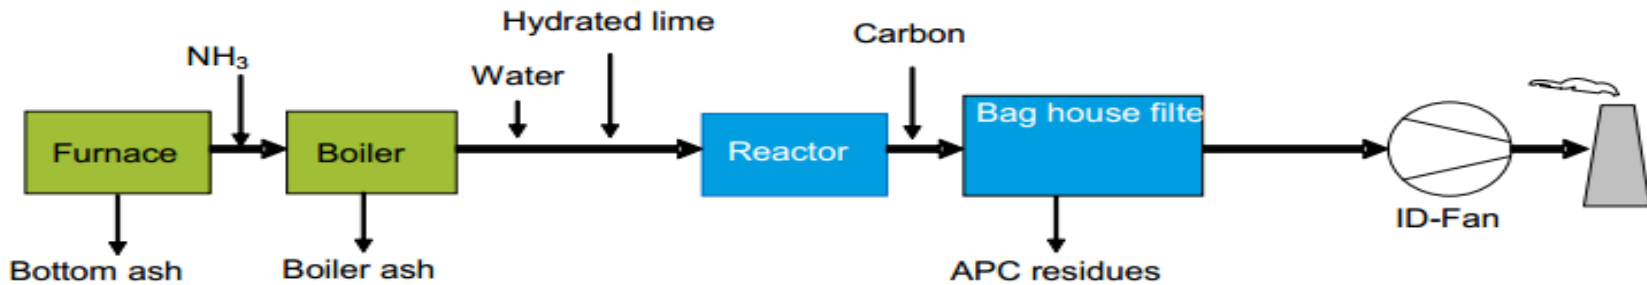 Hydrated lime
Carbon
NH₃
Water
Furnace
Boiler
Reactor
Bag house filte
ID-Fan
Bottom ash
Boiler ash
APC residues